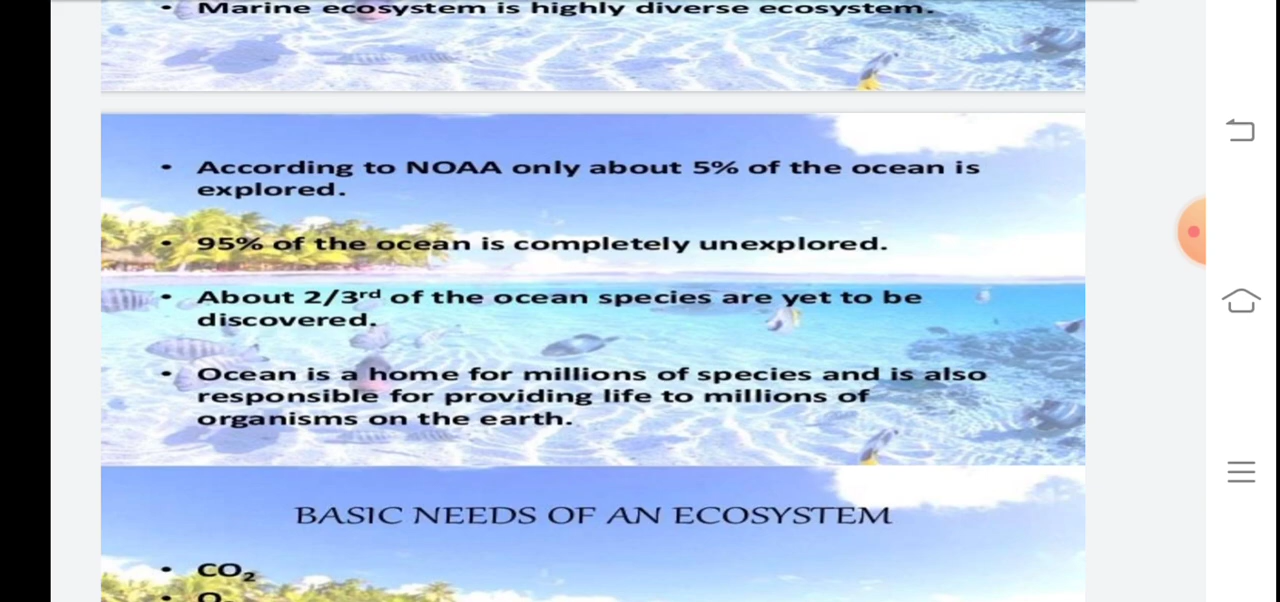 • Marine ecosystem is highly diverse ecosystem.
• According to NOAA only about 5% of the ocean is
explored.
• 95% of the ocean is completely unexplored.
• About 2/3rd of the ocean species are yet to be
discovered.
• Ocean is a home for millions of species and is also
responsible for providing life to millions of
organisms on the earth.
BASIC NEEDS OF AN ECOSYSTEM
• CO₂